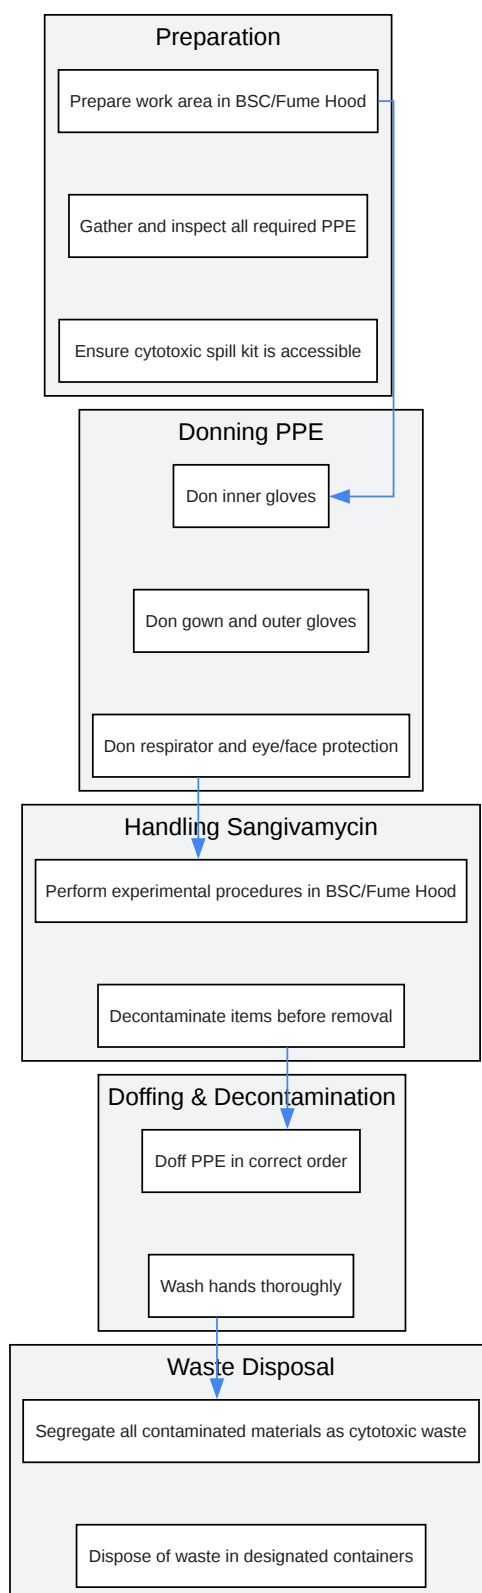 Preparation
Prepare work area in BSC/Fume Hood
Gather and inspect all required PPE
Ensure cytotoxic spill kit is accessible
Donning PPE
Don inner gloves
Don gown and outer gloves
Don respirator and eye/face protection
Handling Sangivamycin
Perform experimental procedures in BSC/Fume Hood
Decontaminate items before removal
Doffing & Decontamination
Doff PPE in correct order
Wash hands thoroughly
Waste Disposal
Segregate all contaminated materials as cytotoxic waste
Dispose of waste in designated containers